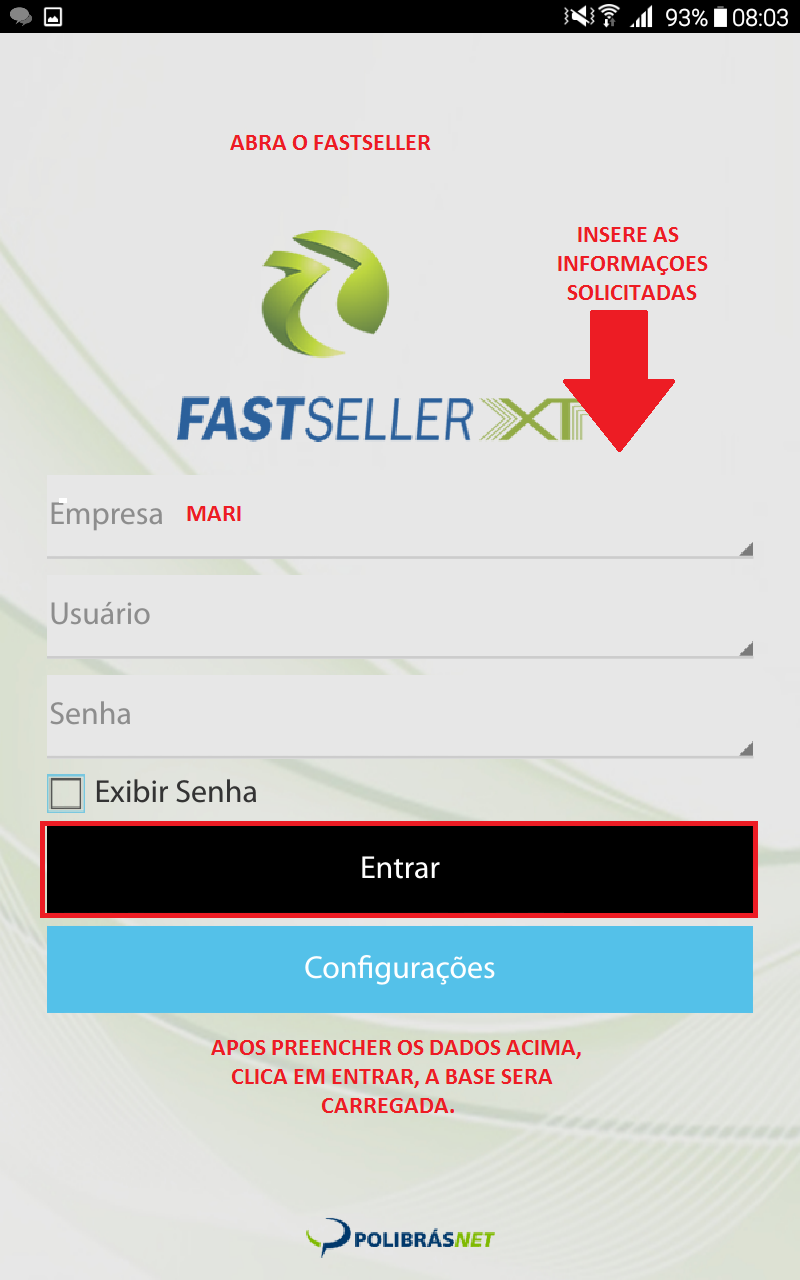 93% 08:03
ABRA O FASTSELLER
INSERE AS
INFORMAÇOES
SOLICITADAS
FASTSELLER XT
Empresa MARI
Usuário
Senha
Exibir Senha
Entrar
Configurações
APOS PREENCHER OS DADOS ACIMA,
CLICA EM ENTRAR, A BASE SERA
CARREGADA.
POLIBRÁSNET